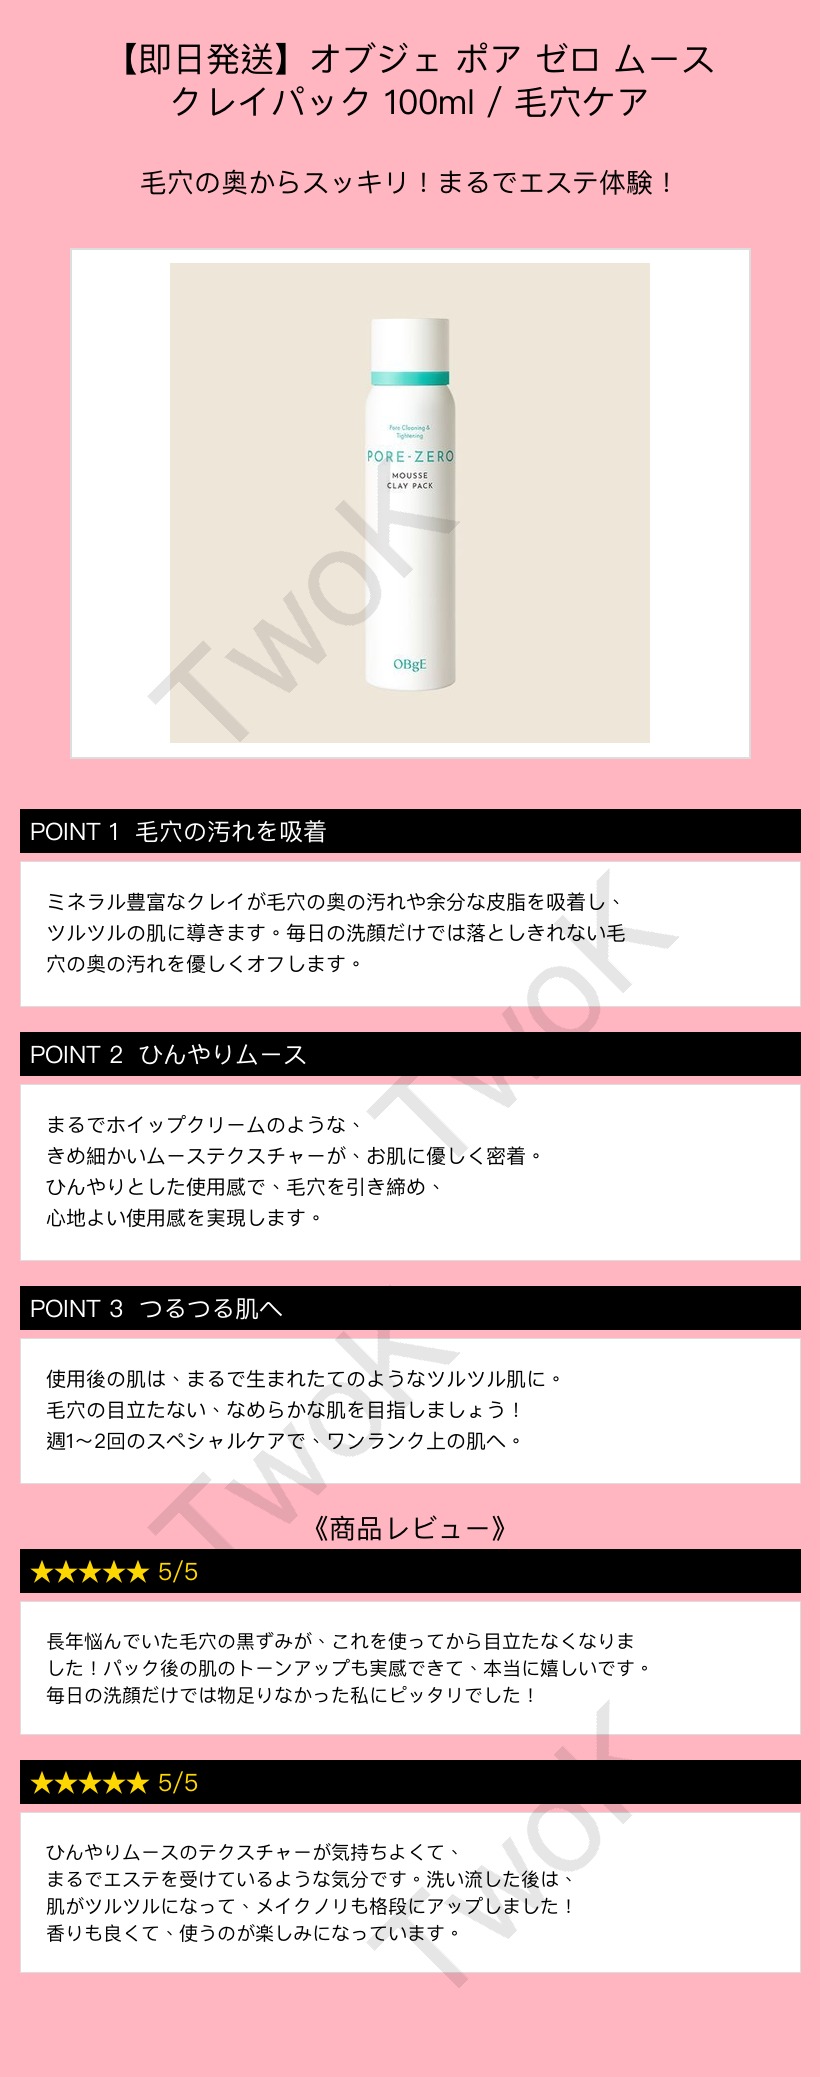 【即日発送】オブジェ ポア ゼロ ムース
クレイパック 100ml / 毛穴ケア
毛穴の奥からスッキリ！まるでエステ体験！
Pore Cleaning &
Tightening
PORE-ZERO
MOUSSE
CLAY PACK
OBgE
TwoK
POINT 1 毛穴の汚れを吸着
ミネラル豊富なクレイが毛穴の奥の汚れや余分な皮脂を吸着し、
ツルツルの肌に導きます。毎日の洗顔だけでは落としきれない毛
穴の奥の汚れを優しくオフします。
TwoK
POINT 2 ひんやりムース
まるでホイップクリームのような、
きめ細かいムーステクスチャーが、お肌に優しく密着。
ひんやりとした使用感で、毛穴を引き締め、
心地よい使用感を実現します。
POINT 3 つるつる肌へ
使用後の肌は、まるで生まれたてのようなツルツル肌に。
毛穴の目立たない、なめらかな肌を目指しましょう！
週1～2回のスペシャルケアで、ワンランク上の肌へ。
TwoK
《商品レビュー》
★★★★★ 5/5
長年悩んでいた毛穴の黒ずみが、これを使ってから目立たなくなりま
した！パック後の肌のトーンアップも実感できて、本当に嬉しいです。
毎日の洗顔だけでは物足りなかった私にピッタリでした！
★★★★★ 5/5
ひんやりムースのテクスチャーが気持ちよくて、
まるでエステを受けているような気分です。洗い流した後は、
肌がツルツルになって、メイクノリも格段にアップしました！
香りも良くて、使うのが楽しみになっています。
TwoK